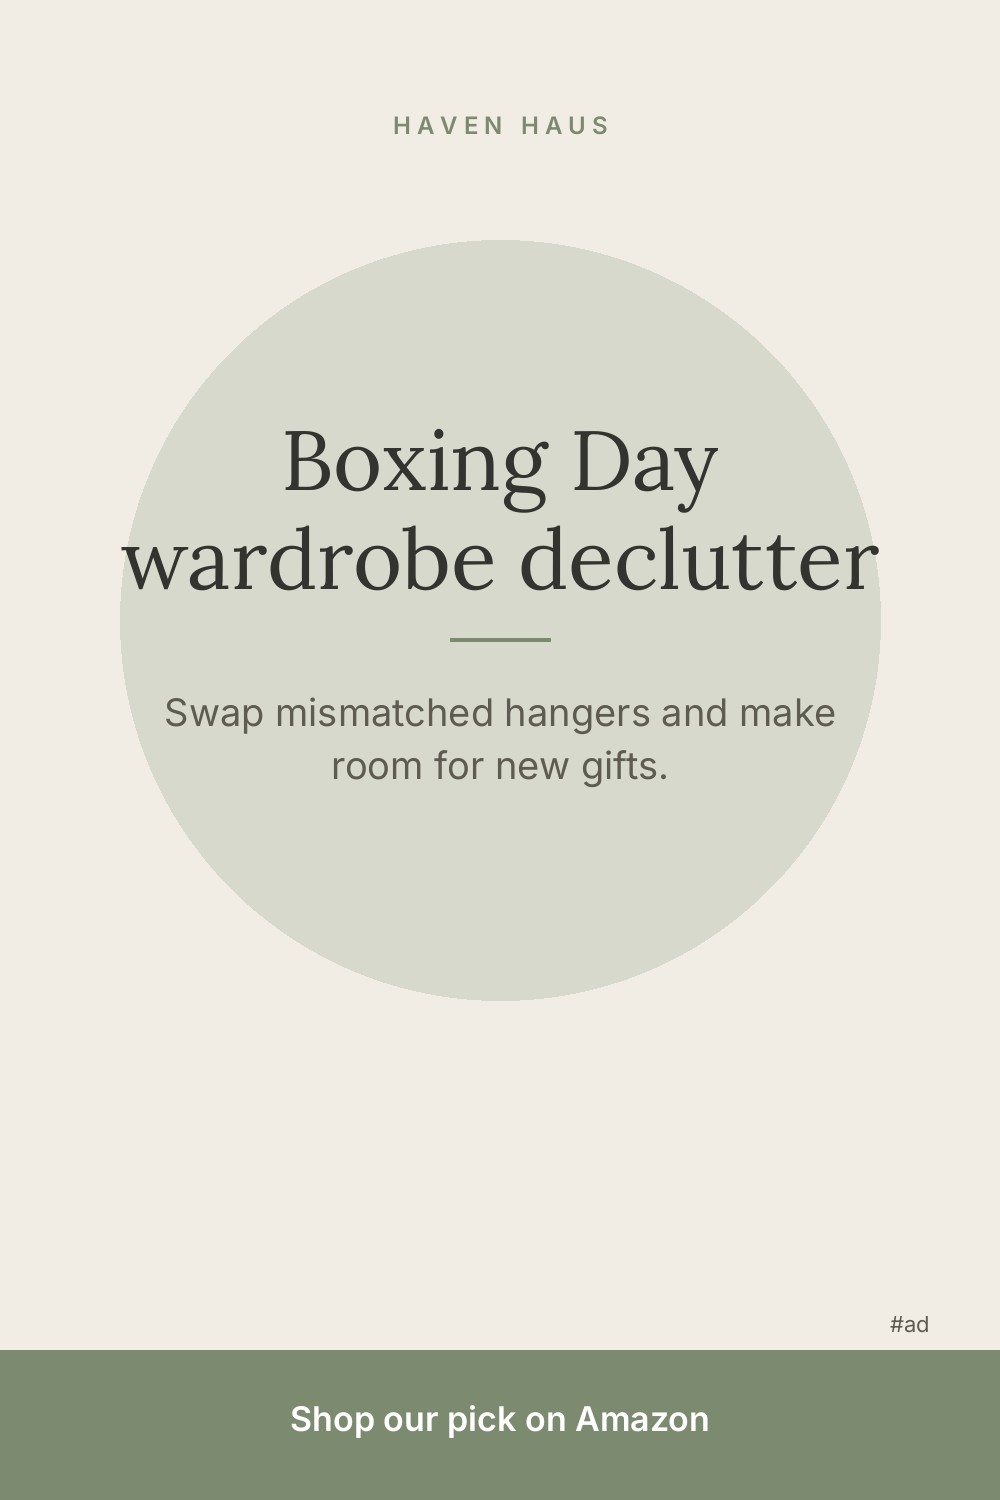 HAVEN HAUS
Boxing Day
wardrobe declutter
Swap mismatched hangers and make
room for new gifts.
#ad
Shop our pick on Amazon